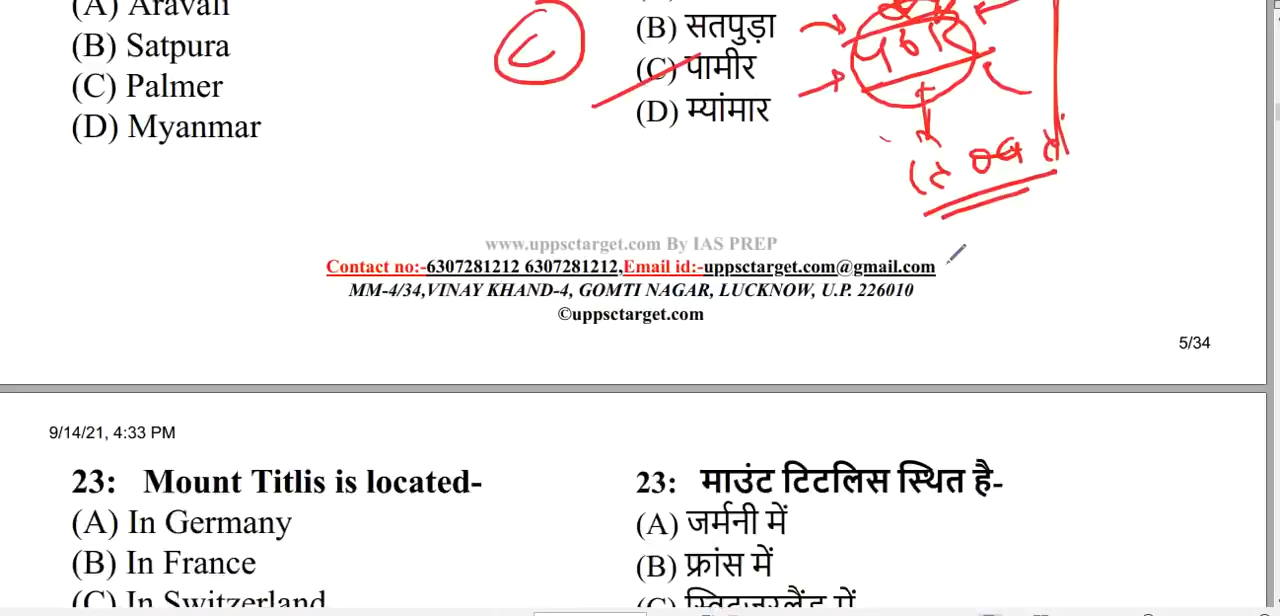 (A) Aravali
(B) Satpura
(C) Palmer
(D) Myanmar
(B) सतपुड़ा
(C) पामीर
(D) म्यांमार
C
www.uppsctarget.com By IAS PREP
Contact no:-6307281212 6307281212,Email id:-uppsctarget.com@gmail.com
MM-4/34,VINAY KHAND-4, GOMTI NAGAR, LUCKNOW, U.P. 226010
©uppsctarget.com
5/34
9/14/21, 4:33 PM
23: Mount Titlis is located-
(A) In Germany
(B) In France
(C) In Switzerland
23: माउंट टिटलिस स्थित है-
(A) जर्मनी में
(B) फ्रांस में
(C) स्विटजरलैंड में